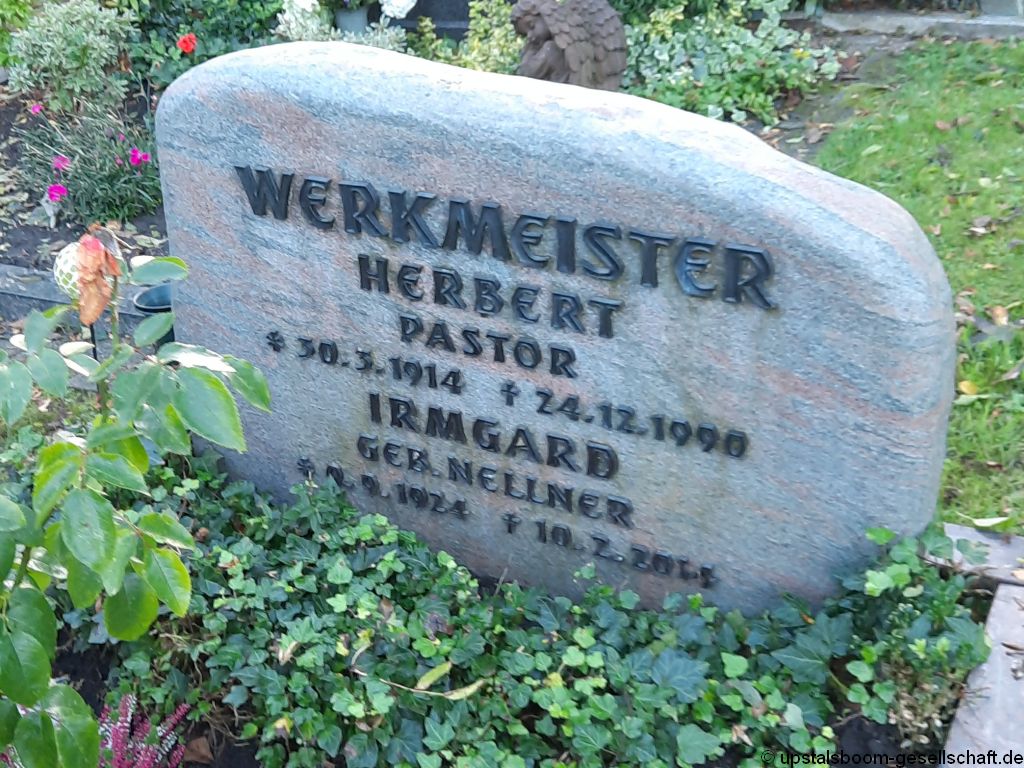 WERKMEISTER
HERBERT
PASTOR
* 30.3.1914 † 24.12.1990
IRMGARD
GEB. NELLNER
* 9.9.1924 † 10.2.
© upstalsboom-gesellschaft.de